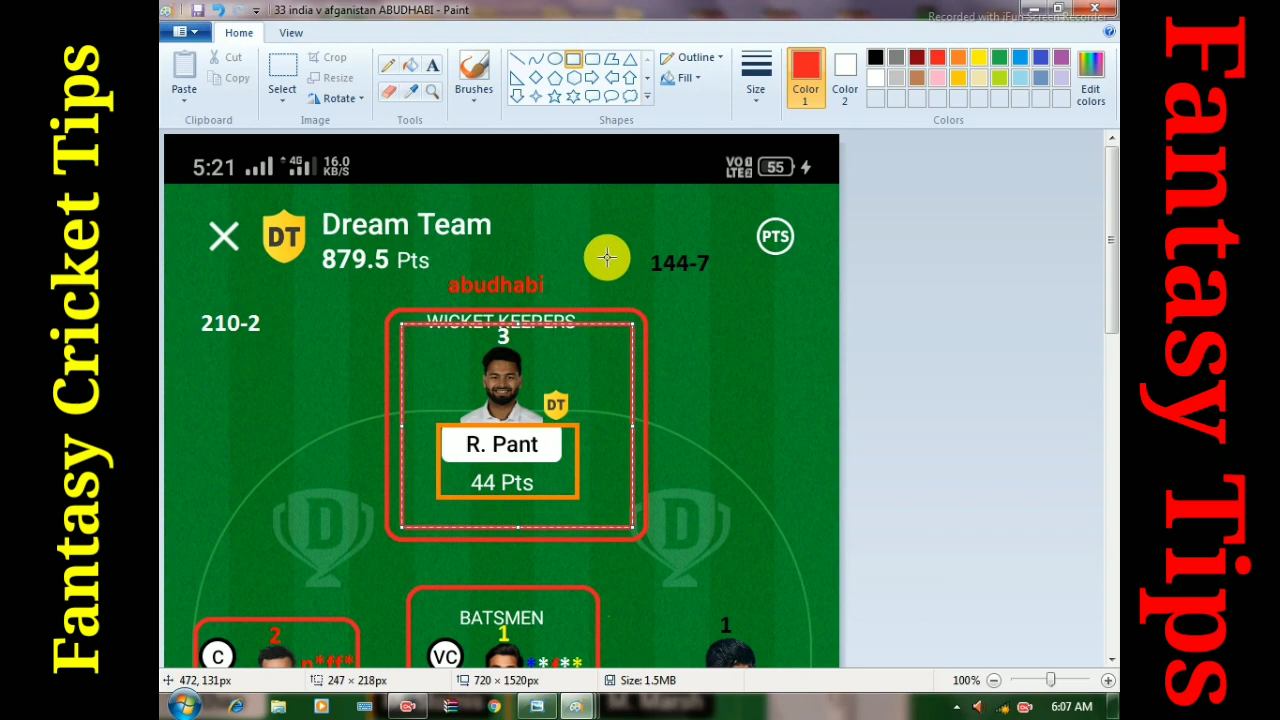 Fantasy Cricket Tips
Fantasy Tips
33 india v afganistan ABUDHABI - Paint
Recorded with iFun Screen Recorder
Home
View
Paste
Cut
Copy
Clipboard
Select
Crop
Resize
Rotate
Image
Tools
Brushes
Shapes
Outline
Fill
Size
Color 1
Color 2
Edit colors
Colors
5:21
4G
16.0 KB/S
VO LTE
55
DT
Dream Team
879.5 Pts
PTS
144-7
abudhabi
210-2
WICKET KEEPERS
3
DT
R. Pant
44 Pts
D
D
BATSMEN
2
1
1
C
VC
472, 131px
247 × 218px
720 × 1520px
Size: 1.5MB
100%
6:07 AM